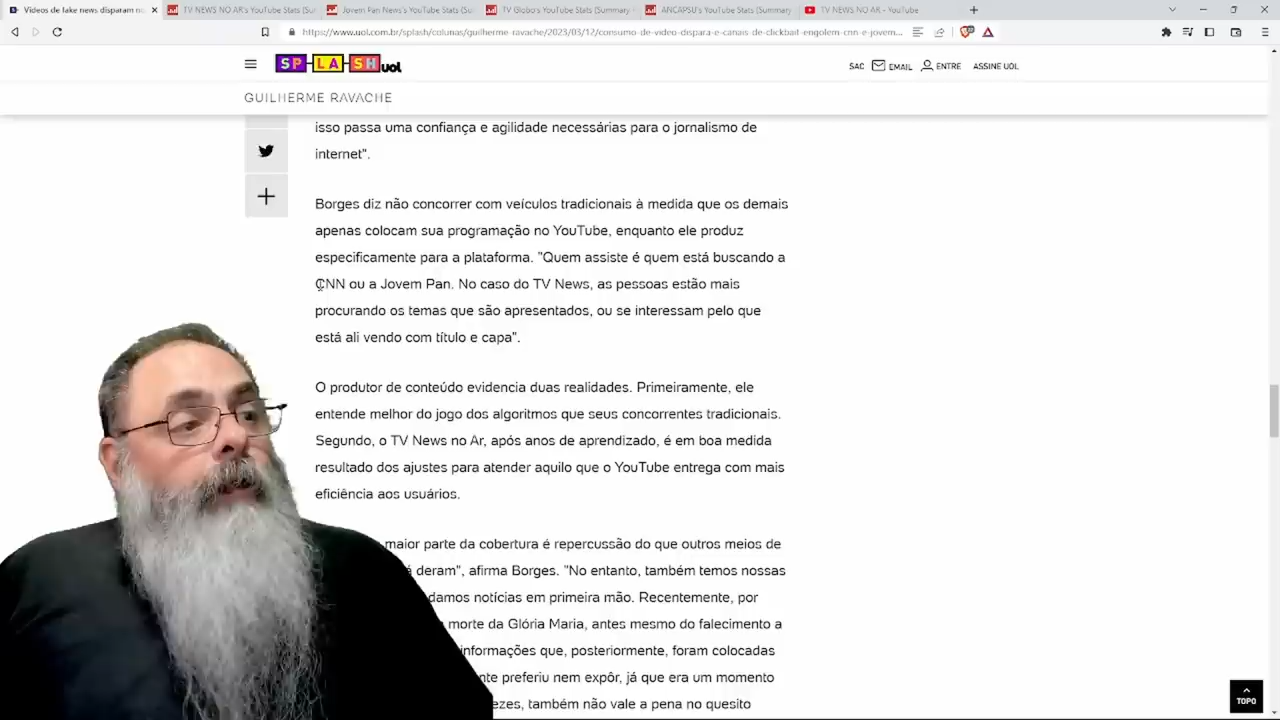 Vídeos de fake news disparam no
TV NEWS NO AR's YouTube Stats (Sum
Jovem Pan News's YouTube Stats (Su
TV Globo's YouTube Stats (Summary
ANCAPSU's YouTube Stats (Summary
TV NEWS NO AR - YouTube
https://www.uol.com.br/splash/colunas/guilherme-ravache/2023/03/12/consumo-de-video-dispara-e-canais-de-clickbait-engolem-cnn-e-jovem...
SPLASH uol
SAC EMAIL ENTRE ASSINE UOL
GUILHERME RAVACHE
isso passa uma confiança e agilidade necessárias para o jornalismo de
internet".
Borges diz não concorrer com veículos tradicionais à medida que os demais
apenas colocam sua programação no YouTube, enquanto ele produz
especificamente para a plataforma. "Quem assiste é quem está buscando a
CNN ou a Jovem Pan. No caso do TV News, as pessoas estão mais
procurando os temas que são apresentados, ou se interessam pelo que
está ali vendo com título e capa".
O produtor de conteúdo evidencia duas realidades. Primeiramente, ele
entende melhor do jogo dos algoritmos que seus concorrentes tradicionais.
Segundo, o TV News no Ar, após anos de aprendizado, é em boa medida
resultado dos ajustes para atender aquilo que o YouTube entrega com mais
eficiência aos usuários.
maior parte da cobertura é repercussão do que outros meios de
deram", afirma Borges. "No entanto, também temos nossas
damos notícias em primeira mão. Recentemente, por
morte da Glória Maria, antes mesmo do falecimento a
informações que, posteriormente, foram colocadas
preferiu nem expôr, já que era um momento
também não vale a pena no quesito
TOPO